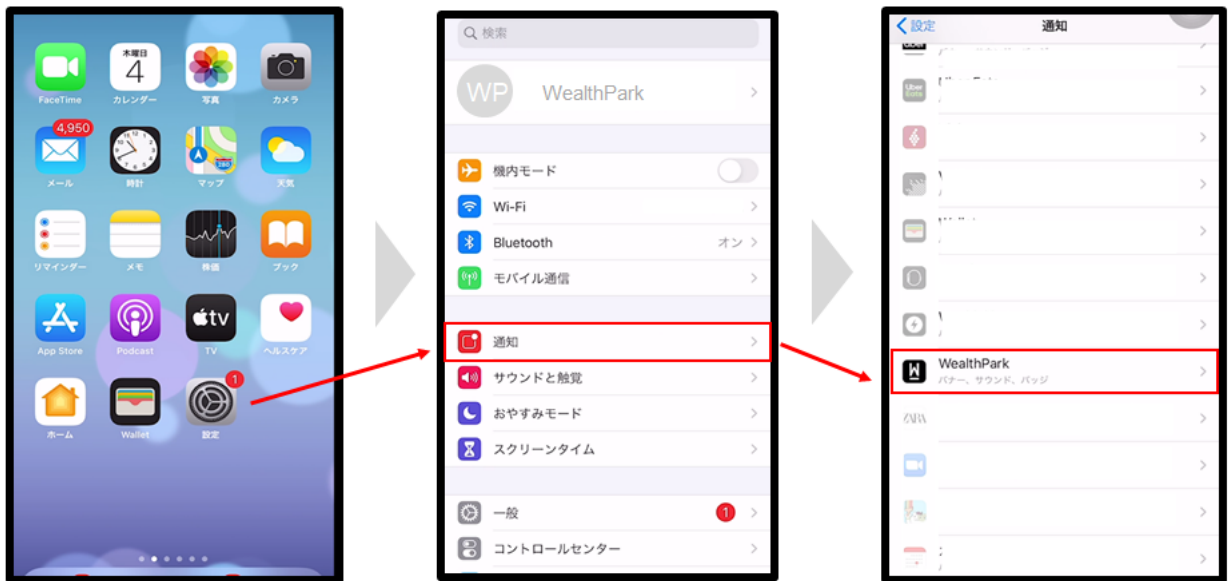 木曜日
4
FaceTime
カレンダー
写真
カメラ
4,950
メール
時計
マップ
天気
リマインダー
メモ
株価
ブック
tv
App Store
Podcast
TV
ヘルスケア
1
ホーム
Wallet
設定
検索
WP
WealthPark
機内モード
Wi-Fi
Bluetooth
オン
モバイル通信
通知
サウンドと触覚
おやすみモード
スクリーンタイム
一般
1
コントロールセンター
設定
通知
Uber
Eats
WealthPark
バナー、サウンド、バッジ
ZARA